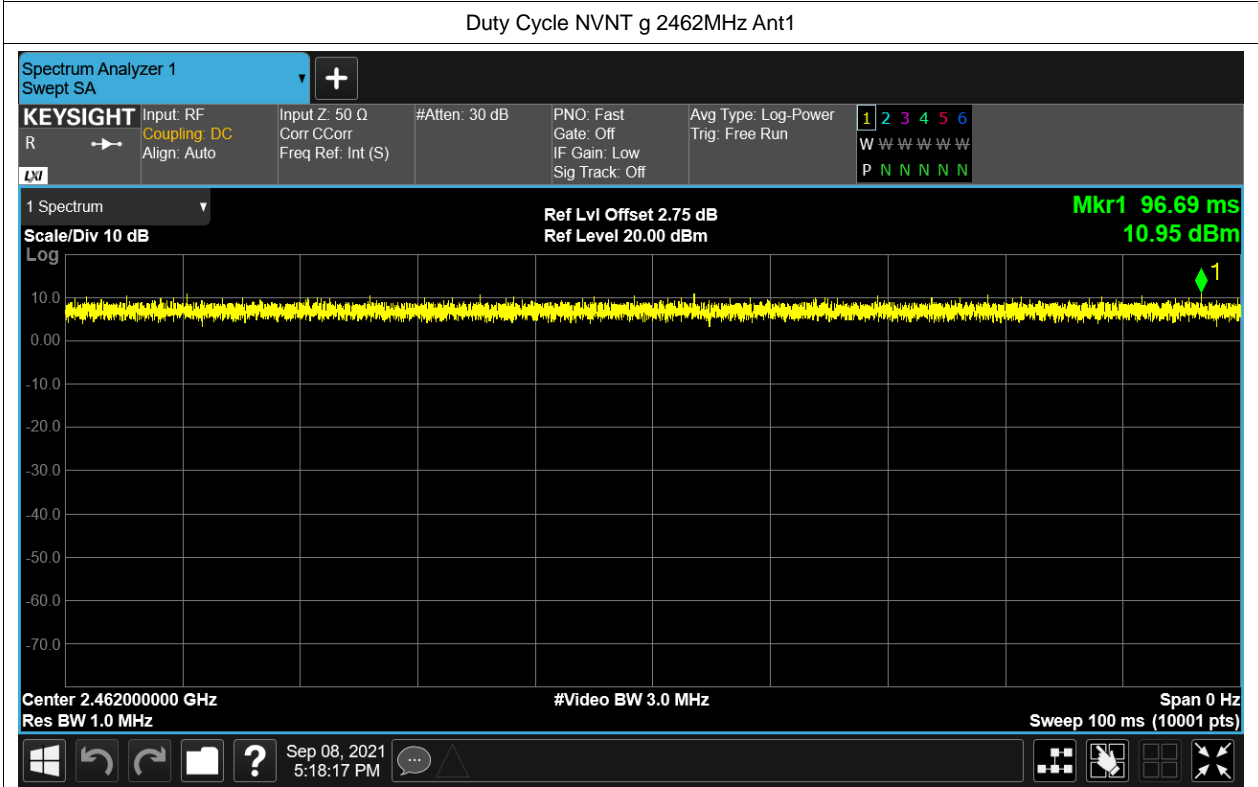 Duty Cycle NVNT g 2462MHz Ant1
Spectrum Analyzer 1
Swept SA
KEYSIGHT
R
LXI
Input: RF
Coupling: DC
Align: Auto
Input Z: 50 Ω
Corr CCorr
Freq Ref: Int (S)
#Atten: 30 dB
PNO: Fast
Gate: Off
IF Gain: Low
Sig Track: Off
Avg Type: Log-Power
Trig: Free Run
1 2 3 4 5 6
W W W W W W
P N N N N N
1 Spectrum
Scale/Div 10 dB
Ref Lvl Offset 2.75 dB
Ref Level 20.00 dBm
Mkr1 96.69 ms
10.95 dBm
Log
1
10.0
0.00
-10.0
-20.0
-30.0
-40.0
-50.0
-60.0
-70.0
Center 2.462000000 GHz
#Video BW 3.0 MHz
Span 0 Hz
Res BW 1.0 MHz
Sweep 100 ms (10001 pts)
?
Sep 08, 2021
5:18:17 PM